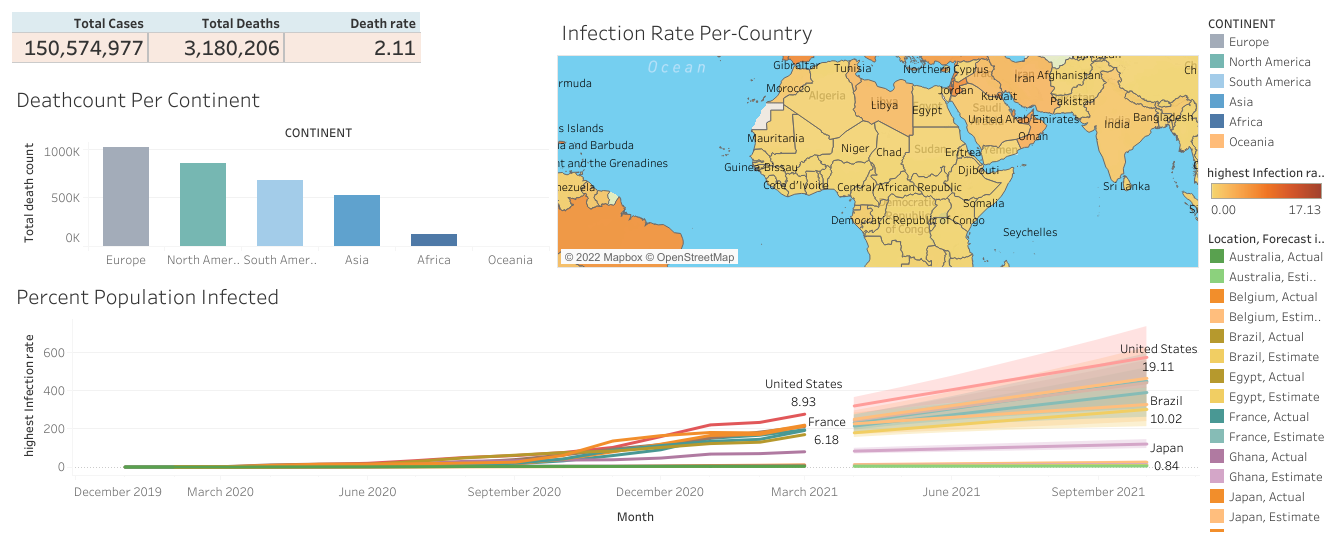 Total Cases Total Deaths Death rate
150,574,977 3,180,206 2.11
Deathcount Per Continent
CONTINENT
Total death count
1000K
500K
0K
Europe North Amer.. South Amer.. Asia Africa Oceania
Infection Rate Per-Country
Ocean
Gibraltar
Tunisia
Northern Cyprus
Afghanistan
Ch
rmuda
Morocco
Algeria
Libya
Egypt
Jordan
Kuwait
Iran
Pakistan
Saudi
United Arab Emirates
India
Bangladesh
s Islands
Oman
a and Barbuda
Mauritania
Niger
Chad
Sudan
Eritrea
Yemen
nt and the Grenadines
Guinea-Bissau
Djibouti
nezuela
Cote d'Ivoire
Central African Republic
Sri Lanka
Somalia
Democratic Republic of Congo
Seychelles
© 2022 Mapbox © OpenStreetMap
Percent Population Infected
highest Infection rate
600
400
200
0
United States
8.93
France
6.18
United States
19.11
Brazil
10.02
Japan
0.84
December 2019 March 2020 June 2020 September 2020 December 2020 March 2021 June 2021 September 2021
Month
CONTINENT
Europe
North America
South America
Asia
Africa
Oceania
highest Infection ra..
0.00 17.13
Location, Forecast i..
Australia, Actual
Australia, Esti..
Belgium, Actual
Belgium, Estim..
Brazil, Actual
Brazil, Estimate
Egypt, Actual
Egypt, Estimate
France, Actual
France, Estimate
Ghana, Actual
Ghana, Estimate
Japan, Actual
Japan, Estimate